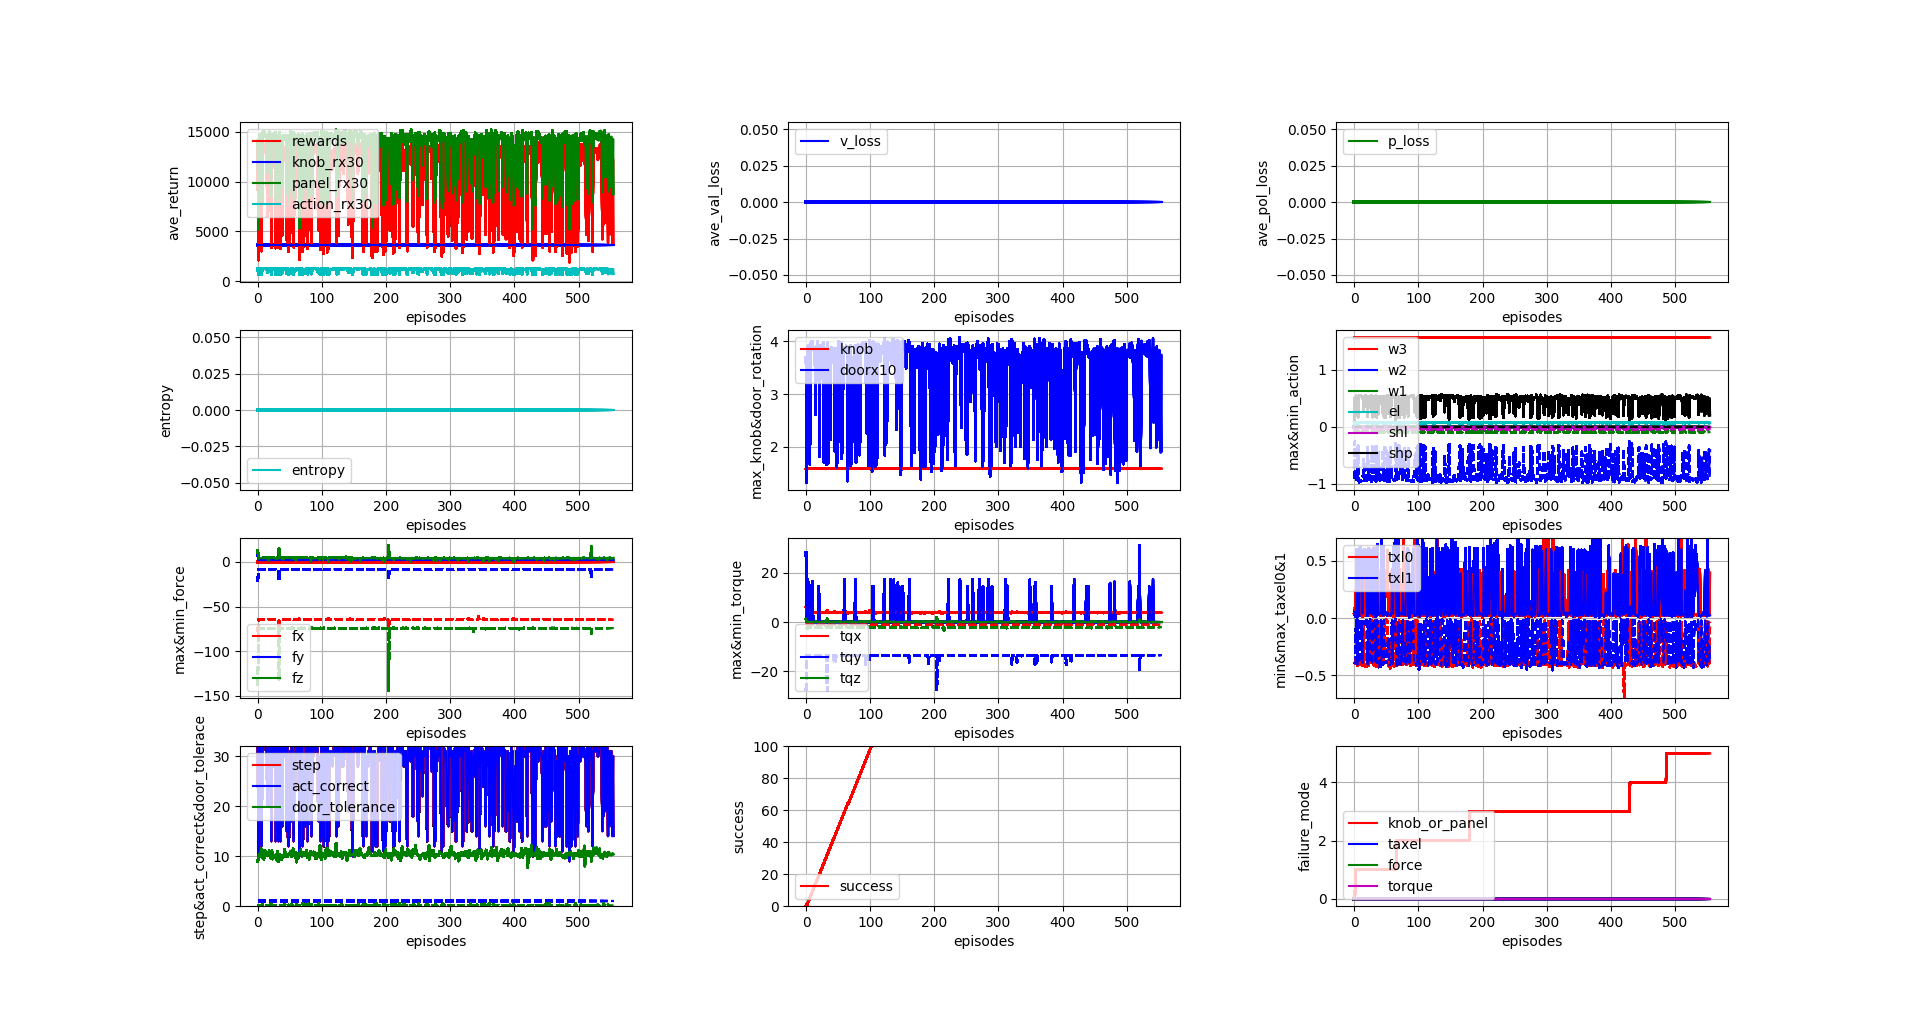 ave_return
15000
10000
5000
0
rewards
knob_rx30
panel_rx30
action_rx30
0 100 200 300 400 500
episodes
ave_val_loss
0.050
0.025
0.000
−0.025
−0.050
v_loss
0 100 200 300 400 500
episodes
ave_pol_loss
0.050
0.025
0.000
−0.025
−0.050
p_loss
0 100 200 300 400 500
episodes
entropy
0.050
0.025
0.000
−0.025
−0.050
entropy
0 100 200 300 400 500
episodes
max_knob&door_rotation
4
3
2
knob
doorx10
0 100 200 300 400 500
episodes
max&min_action
1
0
−1
w3
w2
w1
el
shl
shp
0 100 200 300 400 500
episodes
max&min_force
0
−50
−100
−150
fx
fy
fz
0 100 200 300 400 500
episodes
max&min_torque
20
0
−20
tqx
tqy
tqz
0 100 200 300 400 500
episodes
min&max_taxel0&1
0.5
0.0
−0.5
txl0
txl1
0 100 200 300 400 500
episodes
step&act_correct&door_tolerace
30
20
10
0
step
act_correct
door_tolerance
0 100 200 300 400 500
episodes
success
100
80
60
40
20
0
success
0 100 200 300 400 500
episodes
failure_mode
4
2
0
knob_or_panel
taxel
force
torque
0 100 200 300 400 500
episodes